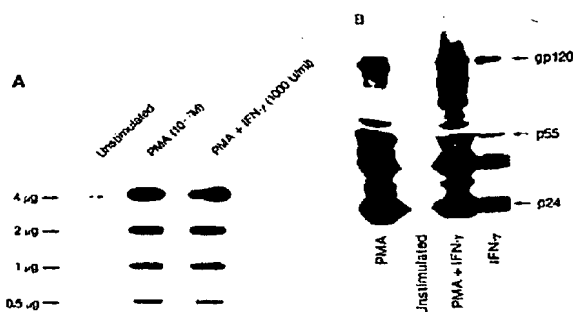 A
Unstimulated
PMA (10⁻⁷M)
PMA + IFN-γ (1000 U/ml)
4 µg
2 µg
1 µg
0.5 µg
B
gp120
p55
p24
PMA
Unstimulated
PMA + IFN-γ
IFN-γ